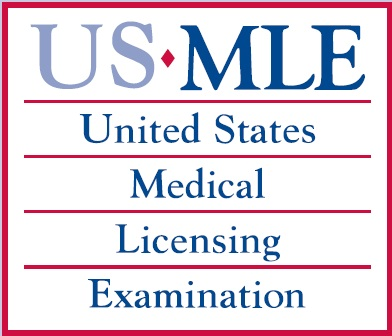 US♦MLE
United States
Medical
Licensing
Examination